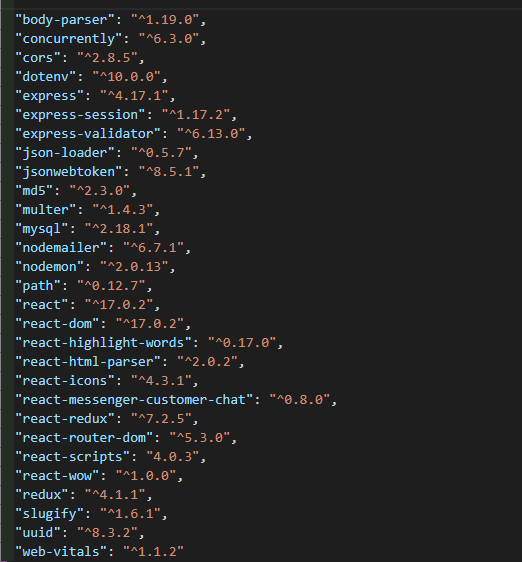 "body-parser": "^1.19.0",
"concurrently": "^6.3.0",
"cors": "^2.8.5",
"dotenv": "^10.0.0",
"express": "^4.17.1",
"express-session": "^1.17.2",
"express-validator": "^6.13.0",
"json-loader": "^0.5.7",
"jsonwebtoken": "^8.5.1",
"md5": "^2.3.0",
"multer": "^1.4.3",
"mysql": "^2.18.1",
"nodemailer": "^6.7.1",
"nodemon": "^2.0.13",
"path": "^0.12.7",
"react": "^17.0.2",
"react-dom": "^17.0.2",
"react-highlight-words": "^0.17.0",
"react-html-parser": "^2.0.2",
"react-icons": "^4.3.1",
"react-messenger-customer-chat": "^0.8.0",
"react-redux": "^7.2.5",
"react-router-dom": "^5.3.0",
"react-scripts": "4.0.3",
"react-wow": "^1.0.0",
"redux": "^4.1.1",
"slugify": "^1.6.1",
"uuid": "^8.3.2",
"web-vitals": "^1.1.2"